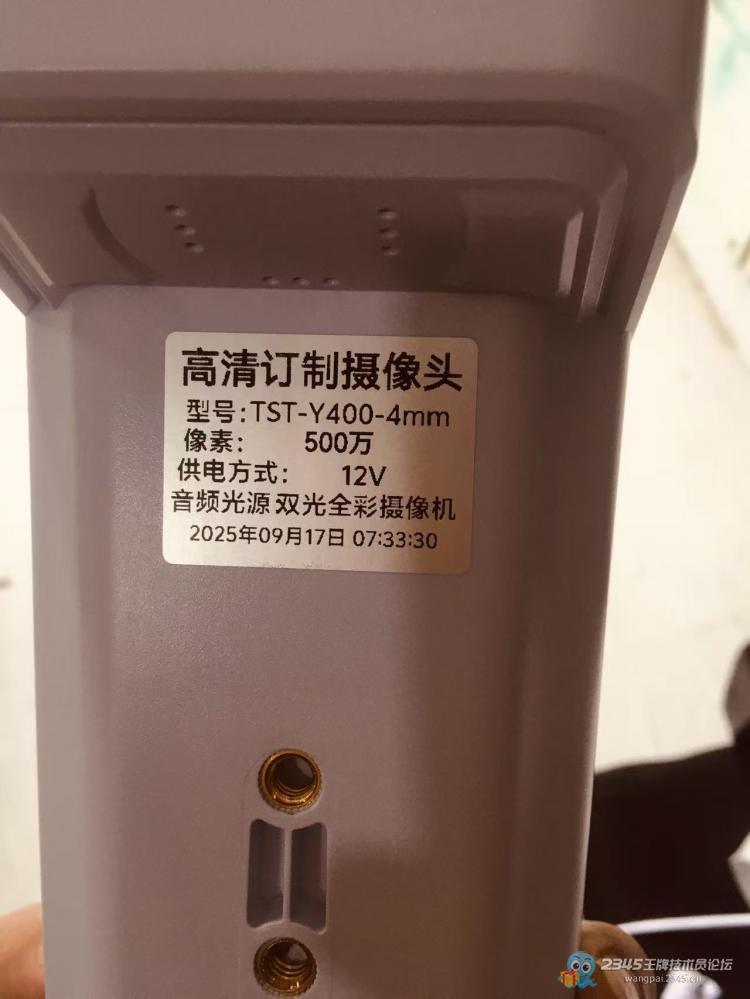 高清订制摄像头
型号:TST-Y400-4mm
像素: 500万
供电方式: 12V
音频光源 双光全彩摄像机
2025年09月17日 07:33:30
2345王牌技术员论坛
wangpai.2345.cn